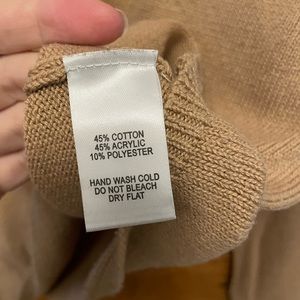 45% COTTON
45% ACRYLIC
10% POLYESTER
HAND WASH COLD
DO NOT BLEACH
DRY FLAT